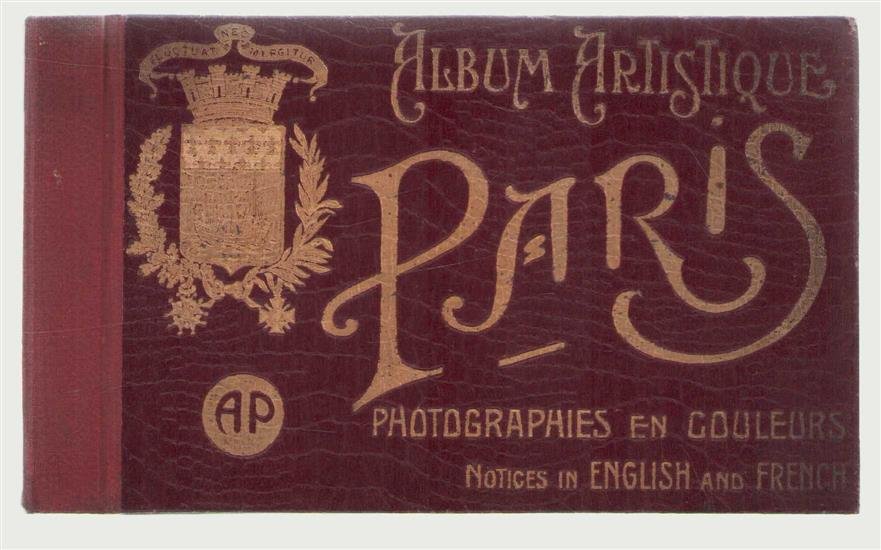 FLUCTUAT NEC MERGITUR
ALBUM ARTISTIQUE
PARIS
AP
PHOTOGRAPHIES EN COULEURS
NOTICES IN ENGLISH AND FRENCH